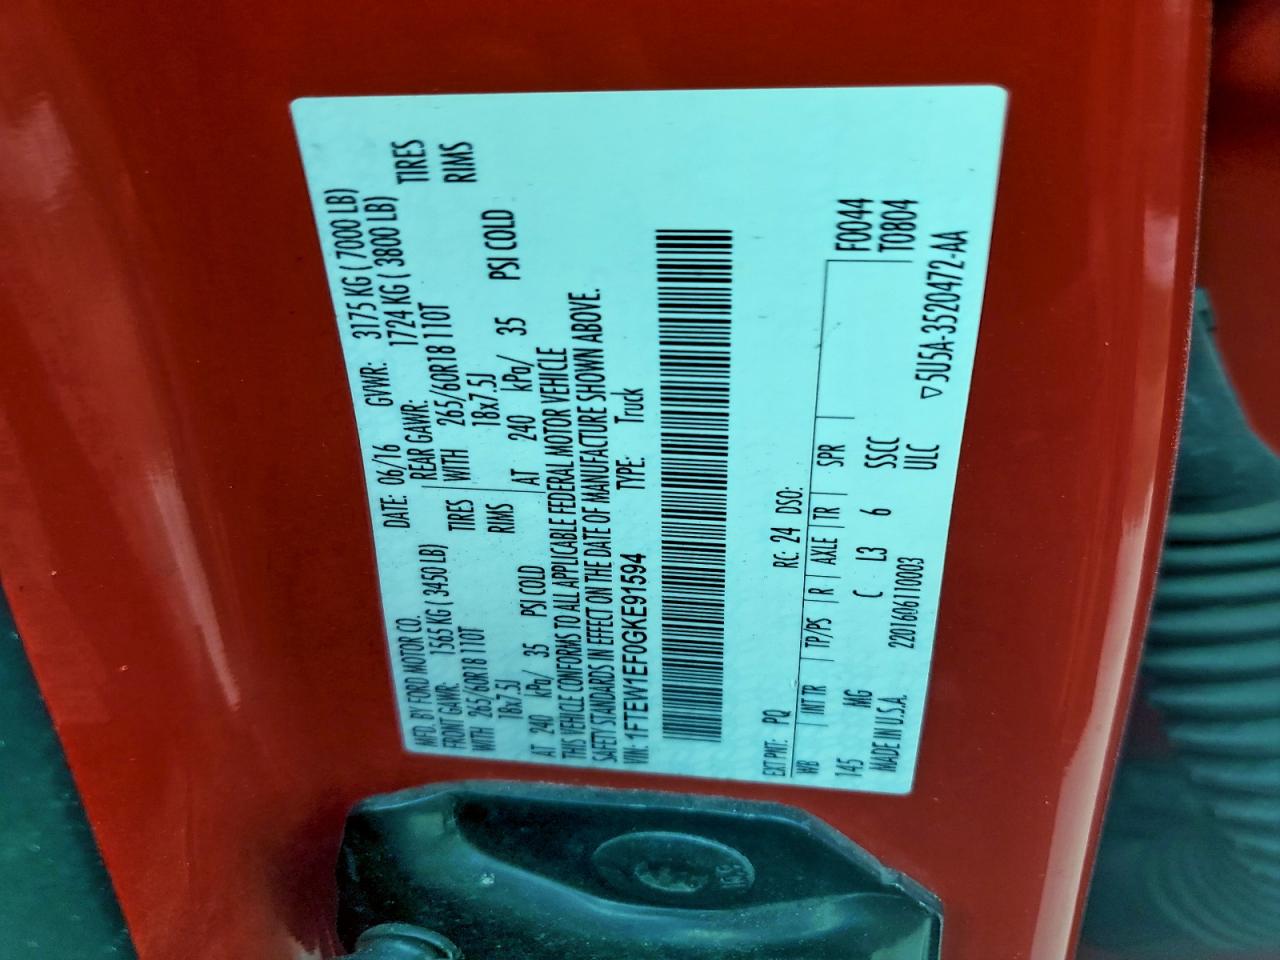 MFD. BY FORD MOTOR CO.
DATE: 06/16 GVWR: 3175 KG ( 7000 LB)
FRONT GAWR: 1565 KG ( 3450 LB) REAR GAWR: 1724 KG ( 3800 LB)
WITH 265/60R18 110T TIRES WITH 265/60R18 110T TIRES
18x7.5J RIMS 18x7.5J RIMS
AT 240 kPa/ 35 PSI COLD AT 240 kPa/ 35 PSI COLD
THIS VEHICLE CONFORMS TO ALL APPLICABLE FEDERAL MOTOR VEHICLE
SAFETY STANDARDS IN EFFECT ON THE DATE OF MANUFACTURE SHOWN ABOVE.
VIN: 1FTEW1EF0GKE91594 TYPE: Truck
EXT PNT: PQ RC: 24 DSO:
WB INT TR TP/PS R AXLE TR SPR F0044
145 MG C L3 6 SSCC T0804
MADE IN U.S.A. 2201606110003 ULC
▽5U5A-3520472-AA